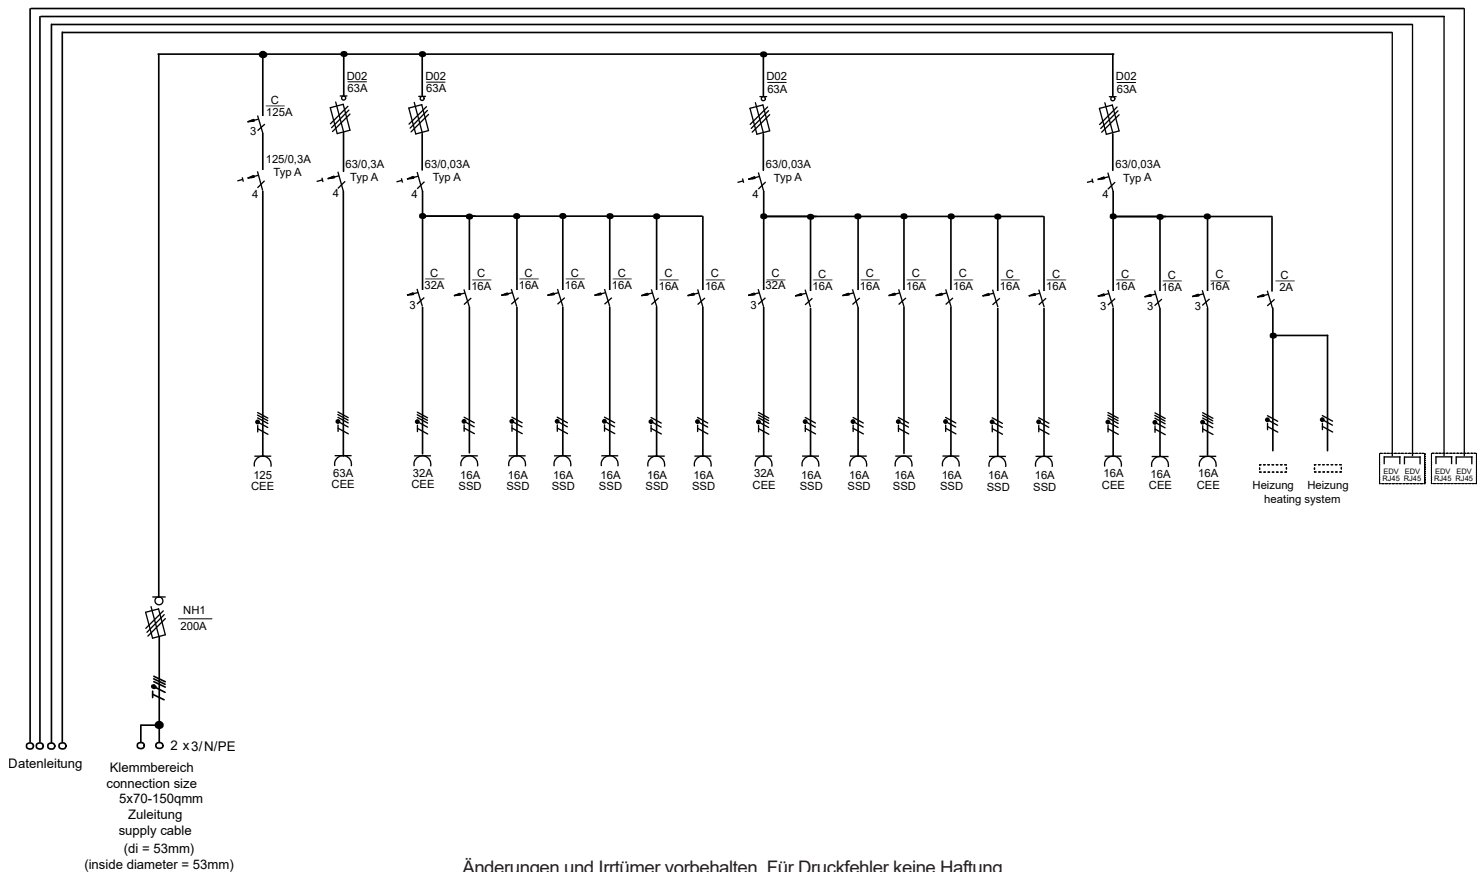 D02
63A
D02
63A
D02
63A
D02
63A
C
125A
3
125/0,3A
Typ A
4
63/0,3A
Typ A
4
63/0,03A
Typ A
4
63/0,03A
Typ A
4
63/0,03A
Typ A
4
C
32A
3
C
16A
C
16A
C
16A
C
16A
C
16A
C
16A
C
32A
3
C
16A
C
16A
C
16A
C
16A
C
16A
C
16A
C
16A
3
C
16A
3
C
16A
3
C
2A
125
CEE
63A
CEE
32A
CEE
16A
SSD
16A
SSD
16A
SSD
16A
SSD
16A
SSD
16A
SSD
32A
CEE
16A
SSD
16A
SSD
16A
SSD
16A
SSD
16A
SSD
16A
SSD
16A
CEE
16A
CEE
16A
CEE
Heizung Heizung
heating system
EDV
RJ45
EDV
RJ45
EDV
RJ45
EDV
RJ45
NH1
200A
2 x3/N/PE
Datenleitung
Klemmbereich
connection size
5x70-150qmm
Zuleitung
supply cable
(di = 53mm)
(inside diameter = 53mm)
Änderungen und Irrtümer vorbehalten. Für Druckfehler keine Haftung